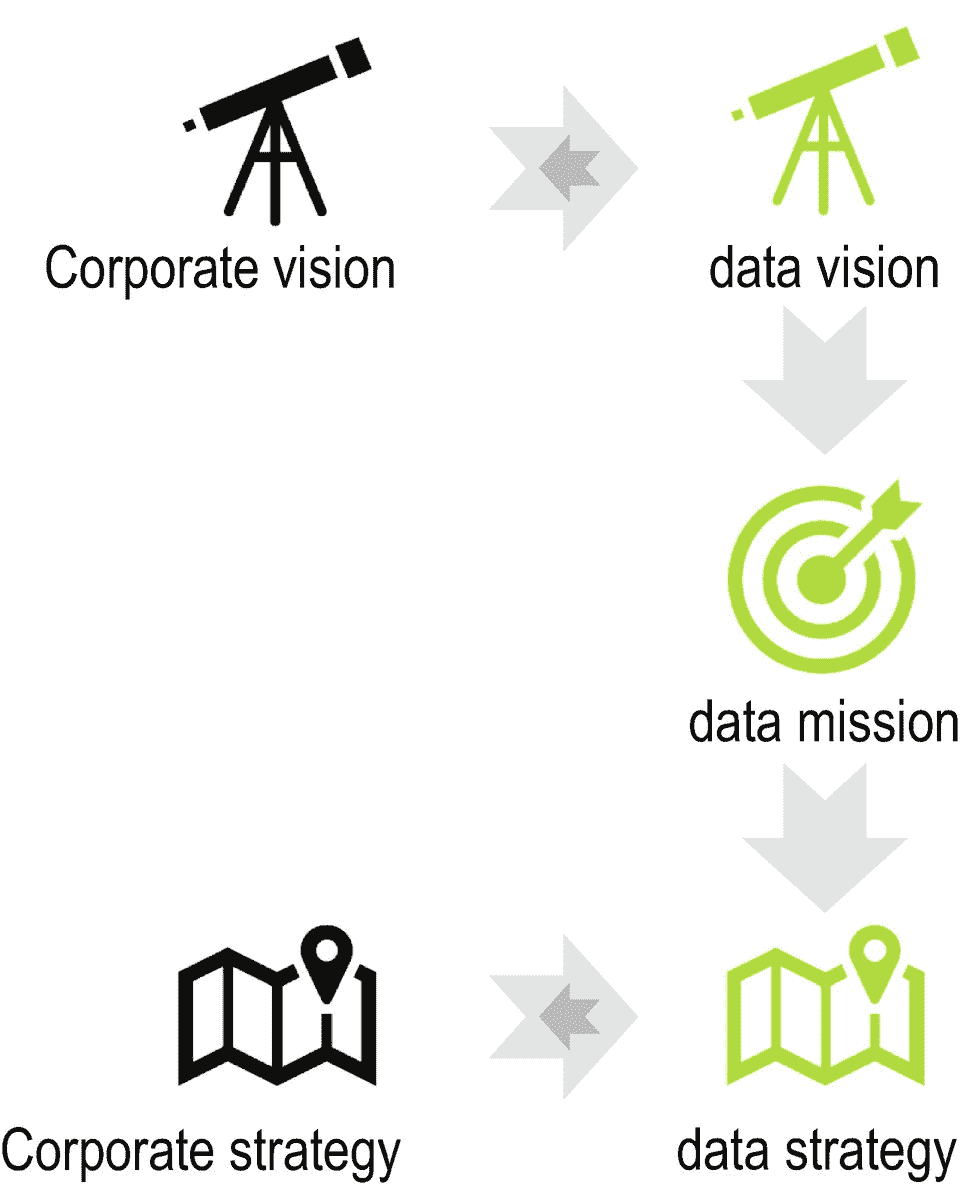 Corporate vision
data vision
data mission
Corporate strategy
data strategy